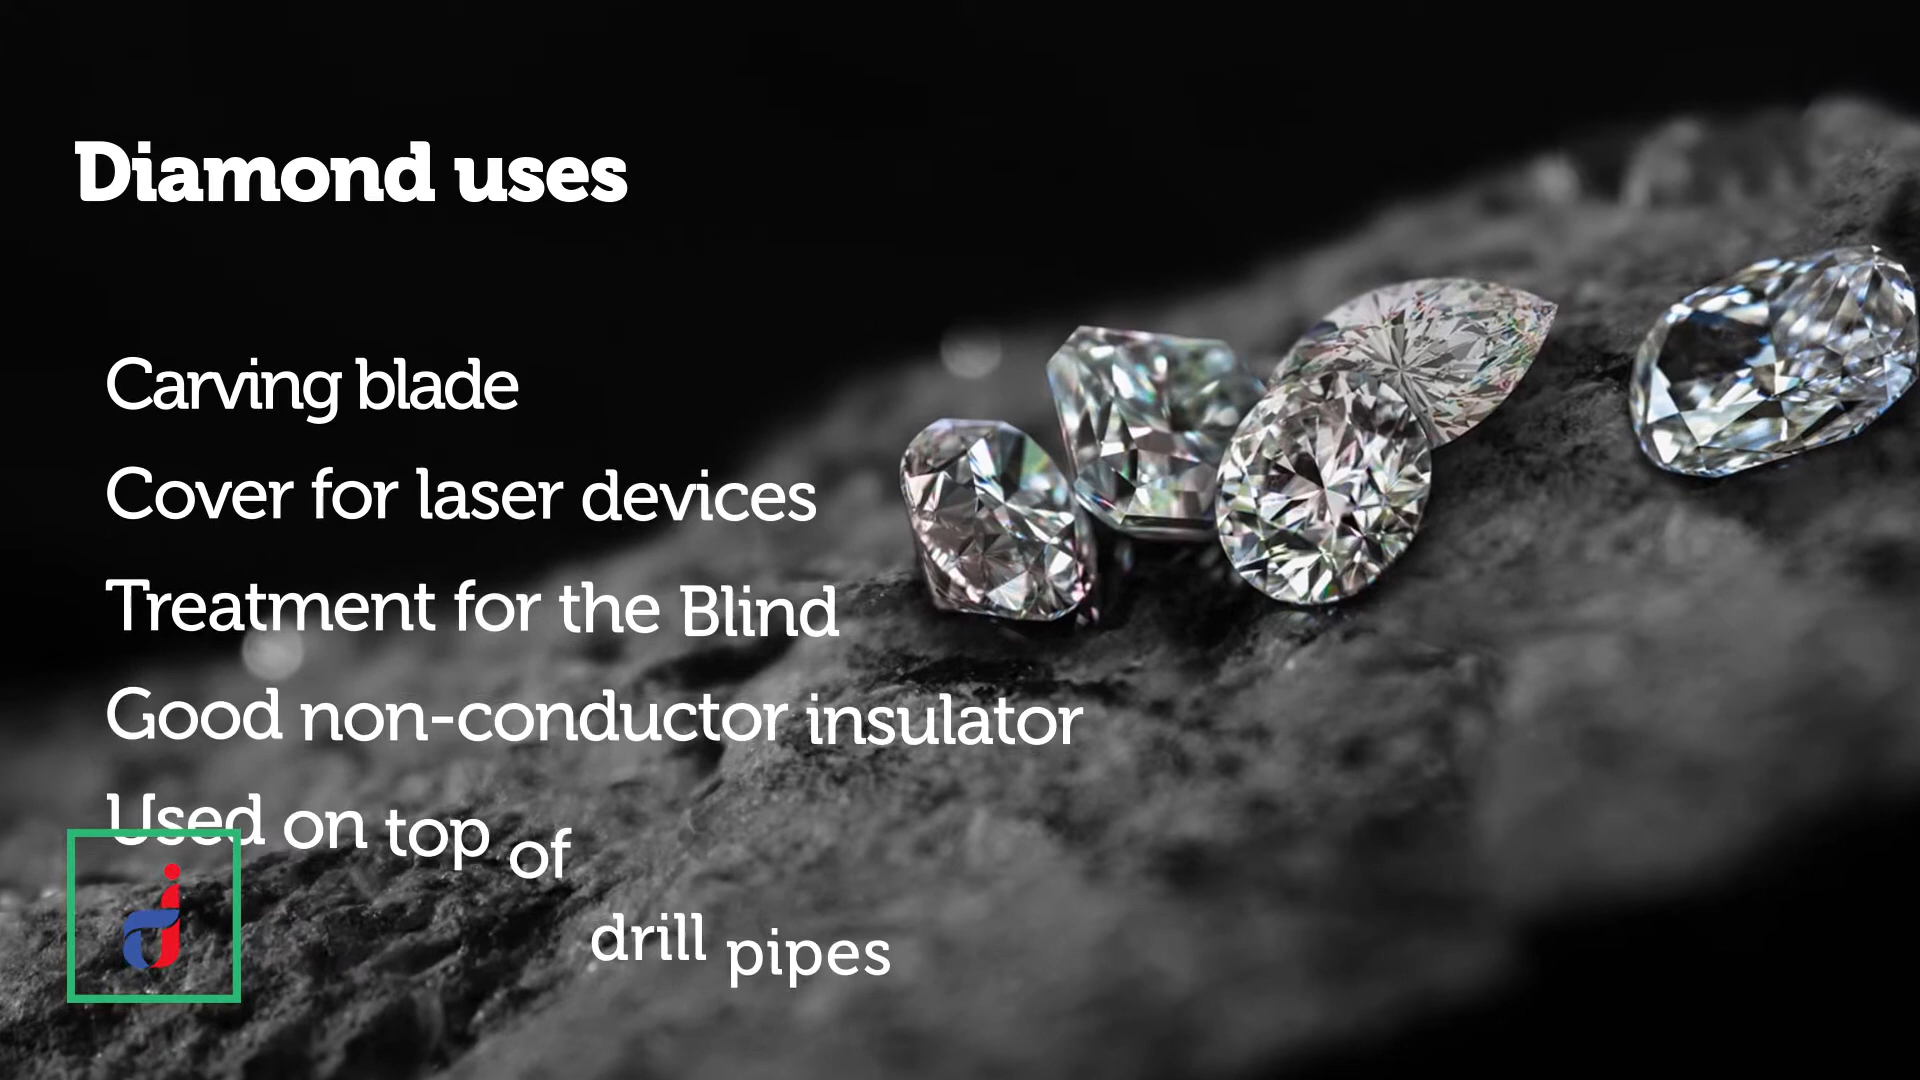 Diamond uses
Carving blade
Cover for laser devices
Treatment for the Blind
Good non-conductor insulator
Used on top of
drill pipes